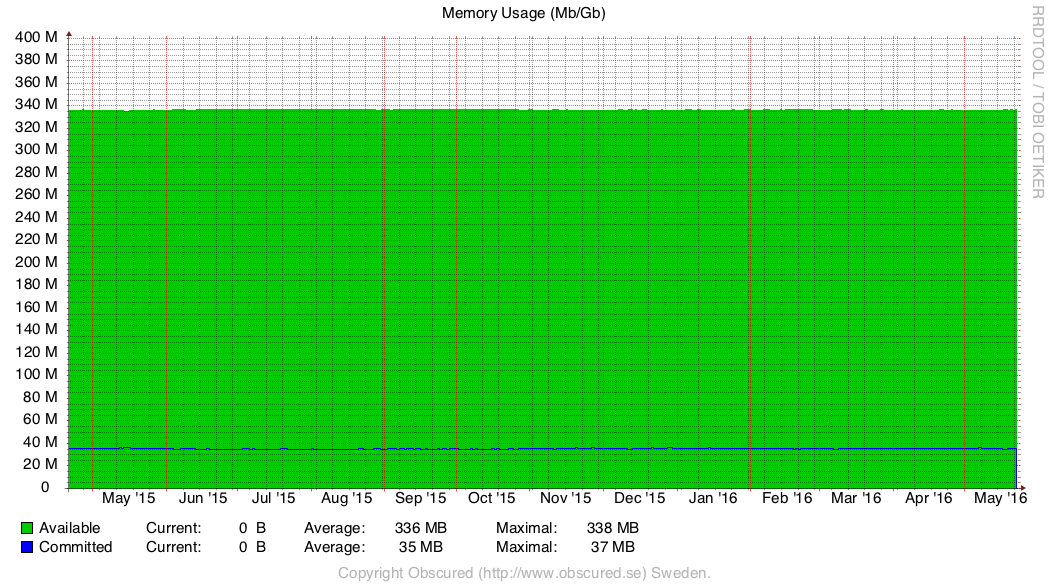 Memory Usage (Mb/Gb)
RRDTOOL / TOBI OETIKER
400 M
380 M
360 M
340 M
320 M
300 M
280 M
260 M
240 M
220 M
200 M
180 M
160 M
140 M
120 M
100 M
80 M
60 M
40 M
20 M
0
May '15 Jun '15 Jul '15 Aug '15 Sep '15 Oct '15 Nov '15 Dec '15 Jan '16 Feb '16 Mar '16 Apr '16 May '16
Available Current: 0 B Average: 336 MB Maximal: 338 MB
Committed Current: 0 B Average: 35 MB Maximal: 37 MB
Copyright Obscured (http://www.obscured.se) Sweden.